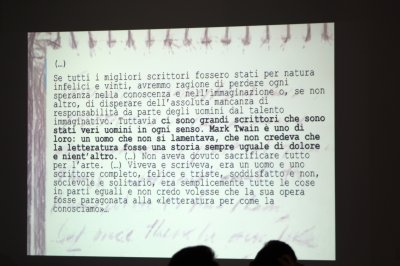 (…)
Se tutti i migliori scrittori fossero stati per natura
infelici e vinti, avremmo ragione di perdere ogni
speranza nella conoscenza e nell'immaginazione o, se non
altro, di disperare dell'assoluta mancanza di
responsabilità da parte degli uomini dal talento
immaginativo. Tuttavia ci sono grandi scrittori che sono
stati veri uomini in ogni senso. Mark Twain è uno di
loro: un uomo che non si lamentava, che non credeva che
la letteratura fosse una storia sempre uguale di dolore
e nient'altro. (…) Non aveva dovuto sacrificare tutto
per l'arte. (…) Viveva e scriveva, era un uomo e uno
scrittore completo, felice e triste, soddisfatto e non,
socievole e solitario, era semplicemente tutte le cose
in parti eguali e non credo volesse che la sua opera
fosse paragonata alla «letteratura per come la
conosciamo»…